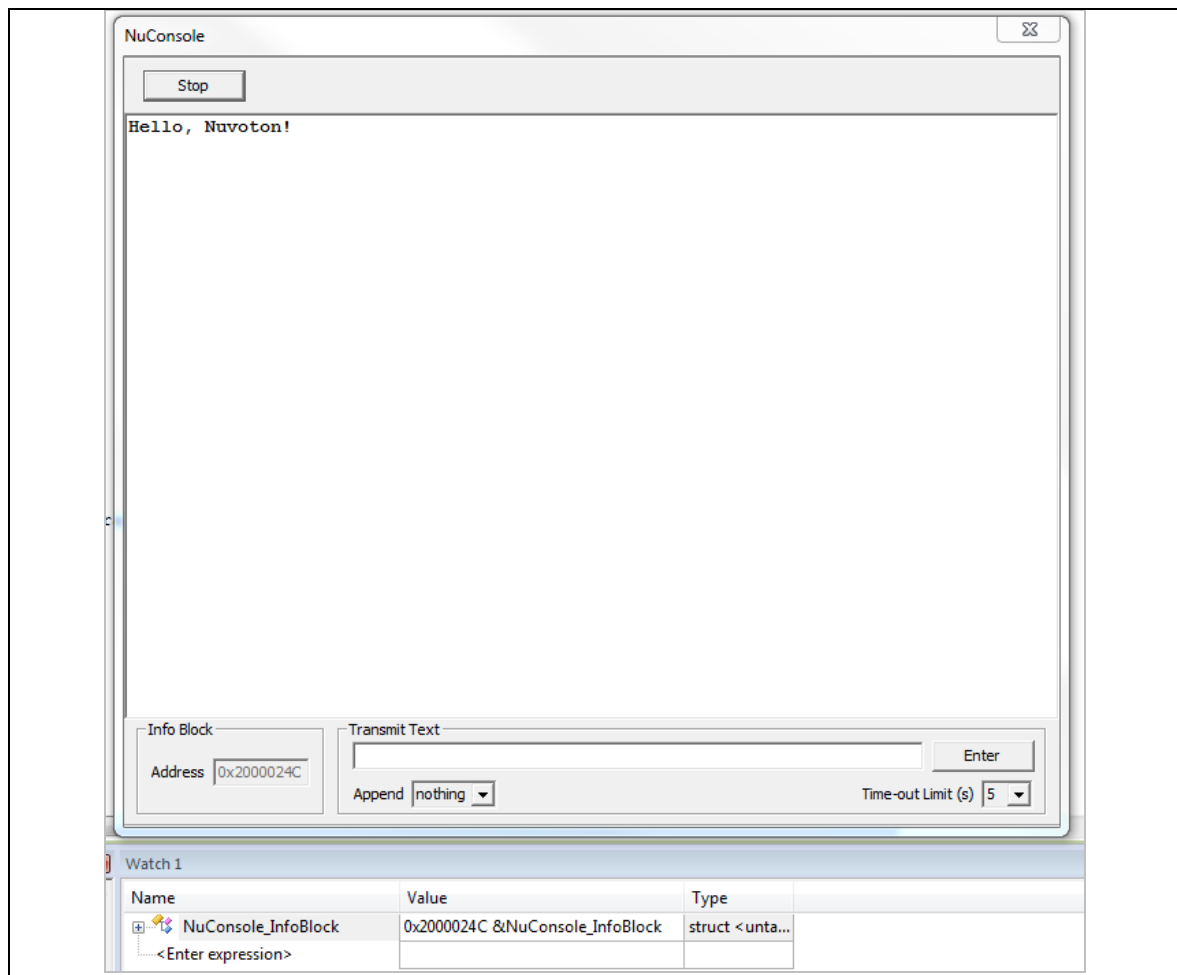 NuConsole
Stop
Hello, Nuvoton!
Info Block
Transmit Text
Enter
Address 0x2000024C
Append nothing
Time-out Limit (s) 5
c
Watch 1
Name Value Type
NuConsole_InfoBlock 0x2000024C &NuConsole_InfoBlock struct <unta...
<Enter expression>